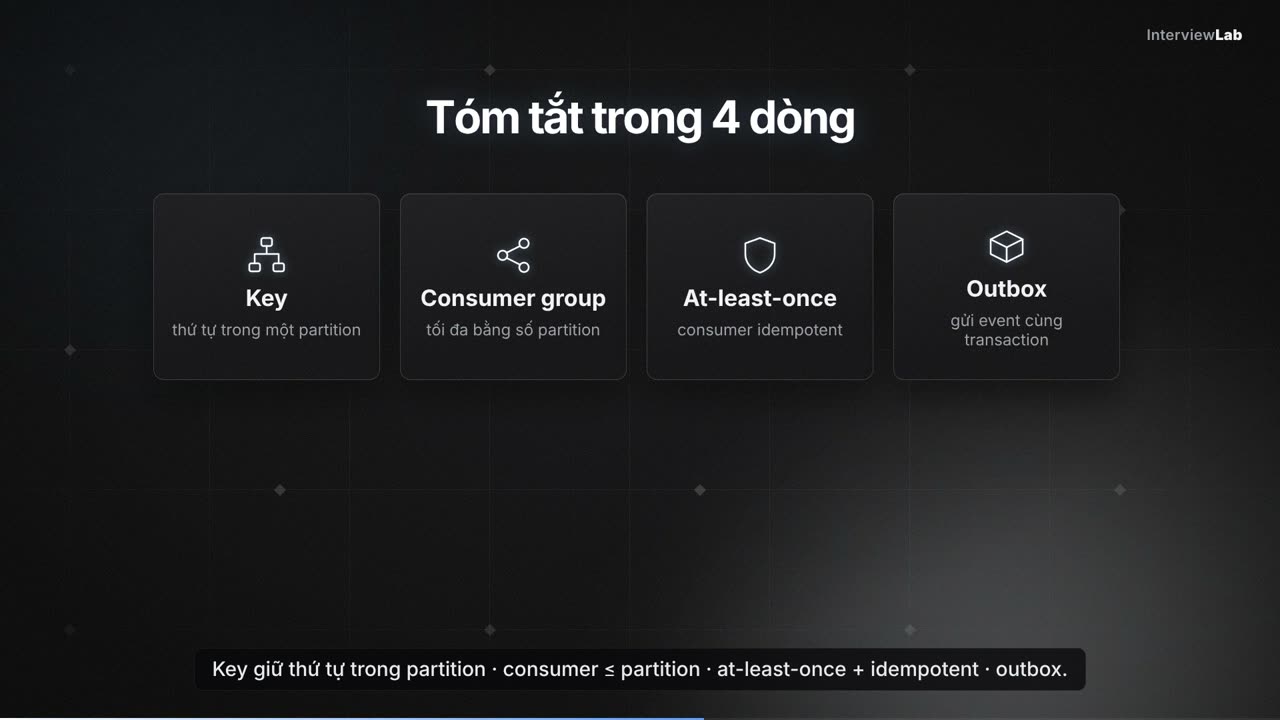 InterviewLab
Tóm tắt trong 4 dòng
Key
thứ tự trong một partition
Consumer group
tối đa bằng số partition
At-least-once
consumer idempotent
Outbox
gửi event cùng
transaction
Key giữ thứ tự trong partition · consumer ≤ partition · at-least-once + idempotent · outbox.